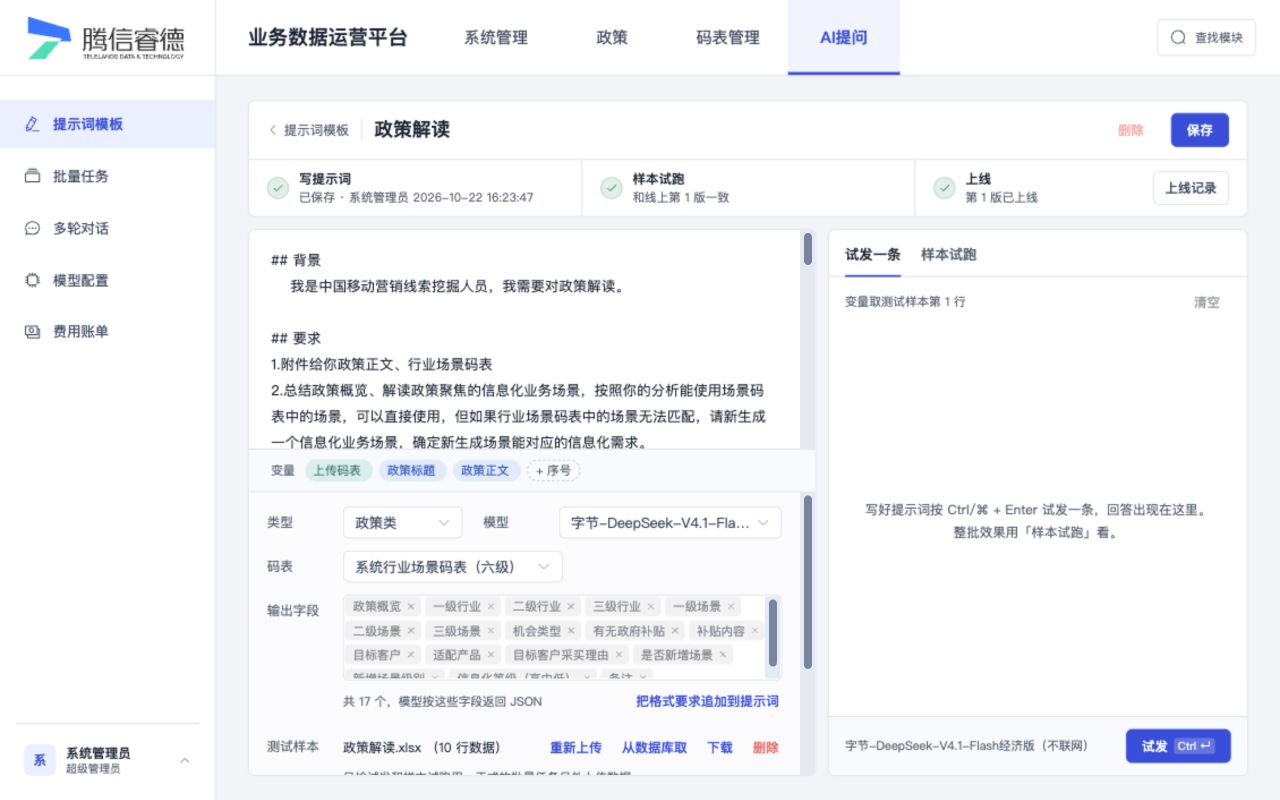 腾信睿德
TELELANDS DATA & TECHNOLOGY
业务数据运营平台
系统管理
政策
码表管理
AI提问
查找模块
提示词模板
批量任务
多轮对话
模型配置
费用账单
系
系统管理员
超级管理员
提示词模板
政策解读
删除
保存
写提示词
已保存 · 系统管理员 2026-10-22 16:23:47
样本试跑
和线上第 1 版一致
上线
第 1 版已上线
上线记录
## 背景
我是中国移动营销线索挖掘人员，我需要对政策解读。
## 要求
1.附件给你政策正文、行业场景码表
2.总结政策概览、解读政策聚焦的信息化业务场景，按照你的分析能使用场景码
表中的场景，可以直接使用，但如果行业场景码表中的场景无法匹配，请新生成
一个信息化业务场景，确定新生成场景能对应的信息化需求。
变量 上传码表 政策标题 政策正文 + 序号
类型 政策类 模型 字节-DeepSeek-V4.1-Fla...
码表 系统行业场景码表（六级）
输出字段 政策概览 × 一级行业 × 二级行业 × 三级行业 × 一级场景 ×
二级场景 × 三级场景 × 机会类型 × 有无政府补贴 × 补贴内容 ×
目标客户 × 适配产品 × 目标客户采买理由 × 是否新增场景 ×
新增场景级别 × 信息化等级（高中低） × 备注 ×
共 17 个，模型按这些字段返回 JSON 把格式要求追加到提示词
测试样本 政策解读.xlsx （10 行数据） 重新上传 从数据库取 下载 删除
试发一条 样本试跑
变量取测试样本第 1 行 清空
写好提示词按 Ctrl/⌘ + Enter 试发一条，回答出现在这里。
整批效果用「样本试跑」看。
字节-DeepSeek-V4.1-Flash经济版（不联网） 试发 Ctrl ↵